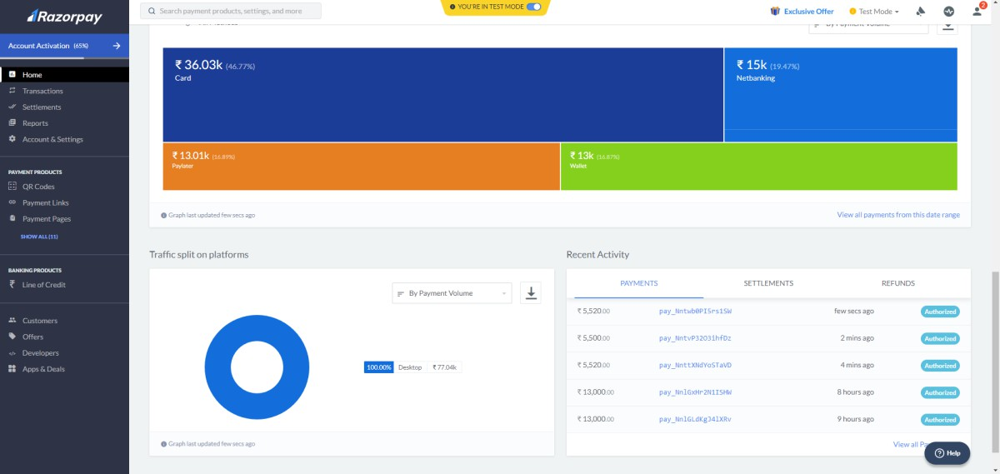 Razorpay
Search payment products, settings, and more
YOU'RE IN TEST MODE
Exclusive Offer
Test Mode
2
Account Activation (65%)
Home
Transactions
Settlements
Reports
Account & Settings
PAYMENT PRODUCTS
QR Codes
Payment Links
Payment Pages
SHOW ALL (11)
BANKING PRODUCTS
Line of Credit
Customers
Offers
Developers
Apps & Deals
By Payment Volume
₹ 36.03k (46.77%)
Card
₹ 15k (19.47%)
Netbanking
₹ 13.01k (16.89%)
Paylater
₹ 13k (16.87%)
Wallet
Graph last updated few secs ago
View all payments from this date range
Traffic split on platforms
By Payment Volume
100.00% Desktop ₹ 77.04k
Graph last updated few secs ago
Recent Activity
PAYMENTS SETTLEMENTS REFUNDS
₹ 5,520.00 pay_Nntwb0PISrs1SW few secs ago Authorized
₹ 5,500.00 pay_NntvP32O3ihfDz 2 mins ago Authorized
₹ 5,520.00 pay_NnttXNdYoSTaVD 4 mins ago Authorized
₹ 13,000.00 pay_NnlGxHr2N1ISHW 8 hours ago Authorized
₹ 13,000.00 pay_NnlGLdKgJ4lXRv 9 hours ago Authorized
View all
Help